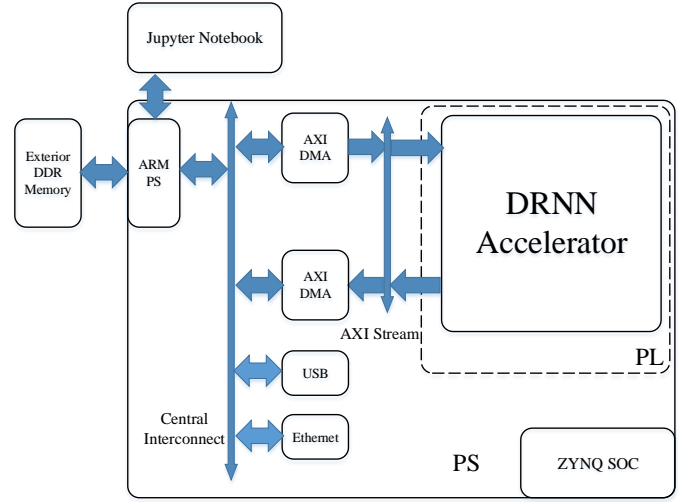 Jupyter Notebook
Exterior
DDR
Memory
ARM
PS
AXI
DMA
DRNN
Accelerator
AXI
DMA
AXI Stream
PL
USB
Central
Interconnect
Ethernet
PS
ZYNQ SOC